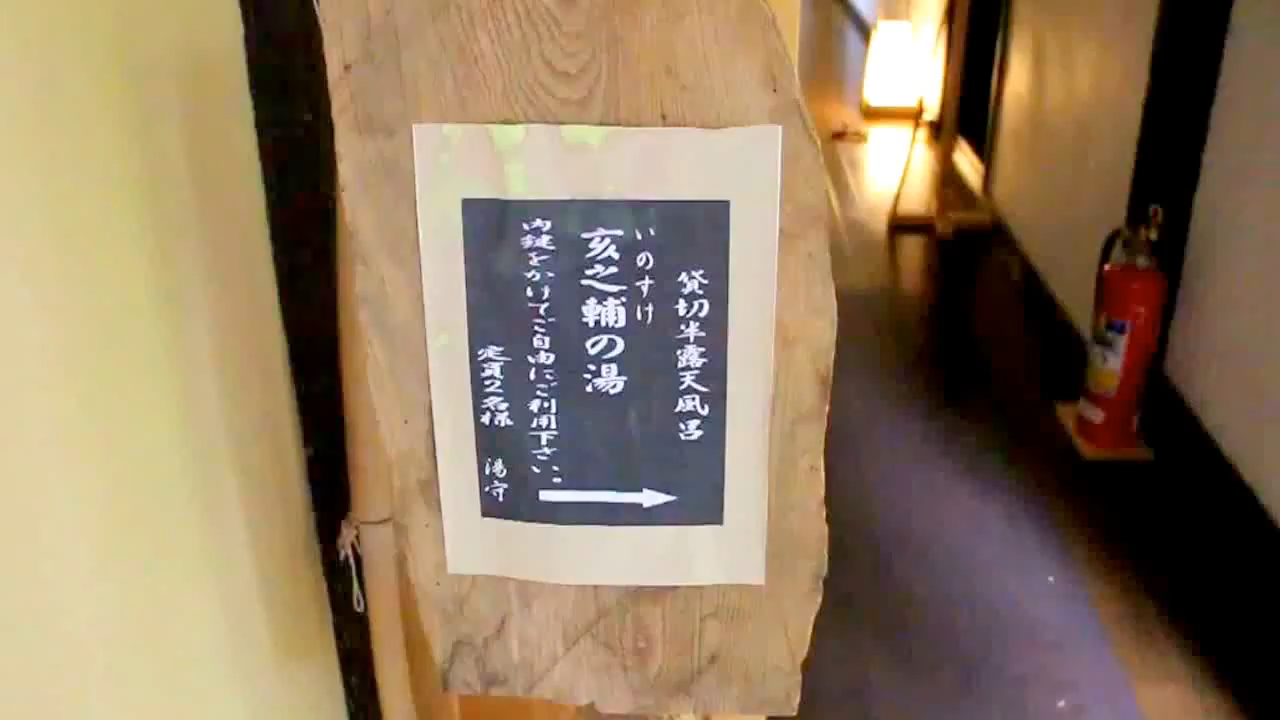 貸切半露天風呂
いのすけ
亥之輔の湯
内鍵をかけてご自由にご利用下さい。
定員2名様 湯守